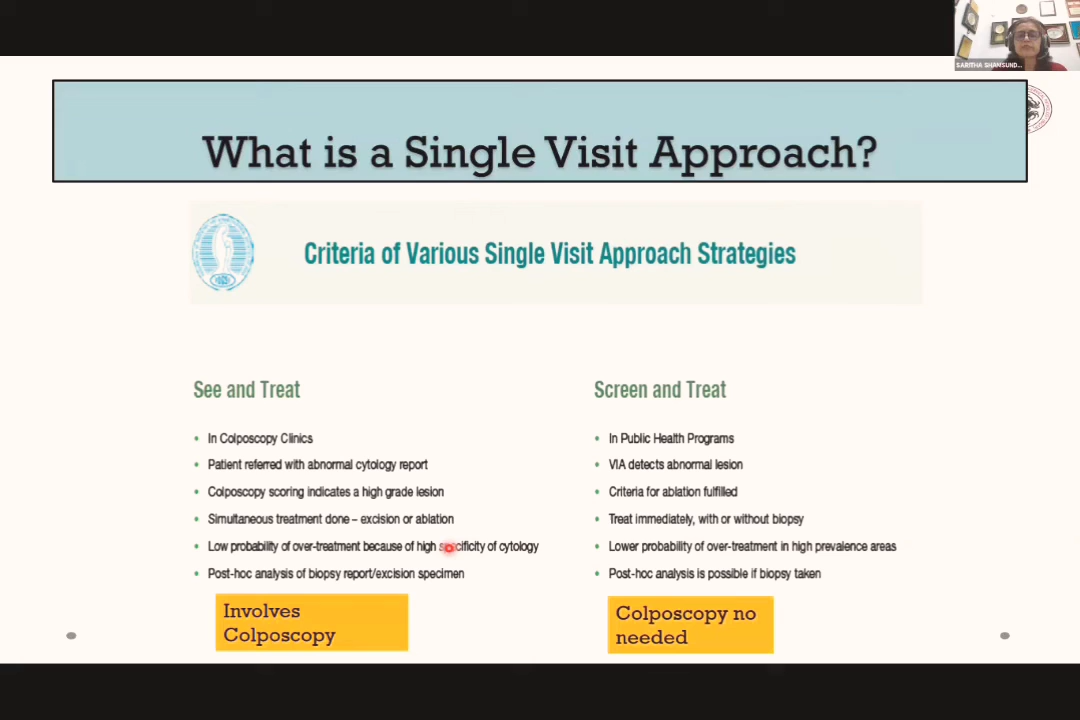 SARITHA SHAMSUND...
What is a Single Visit Approach?
Criteria of Various Single Visit Approach Strategies
See and Treat
• In Colposcopy Clinics
• Patient referred with abnormal cytology report
• Colposcopy scoring indicates a high grade lesion
• Simultaneous treatment done – excision or ablation
• Low probability of over-treatment because of high specificity of cytology
• Post-hoc analysis of biopsy report/excision specimen
Involves
Colposcopy
Screen and Treat
• In Public Health Programs
• VIA detects abnormal lesion
• Criteria for ablation fulfilled
• Treat immediately, with or without biopsy
• Lower probability of over-treatment in high prevalence areas
• Post-hoc analysis is possible if biopsy taken
Colposcopy no
needed